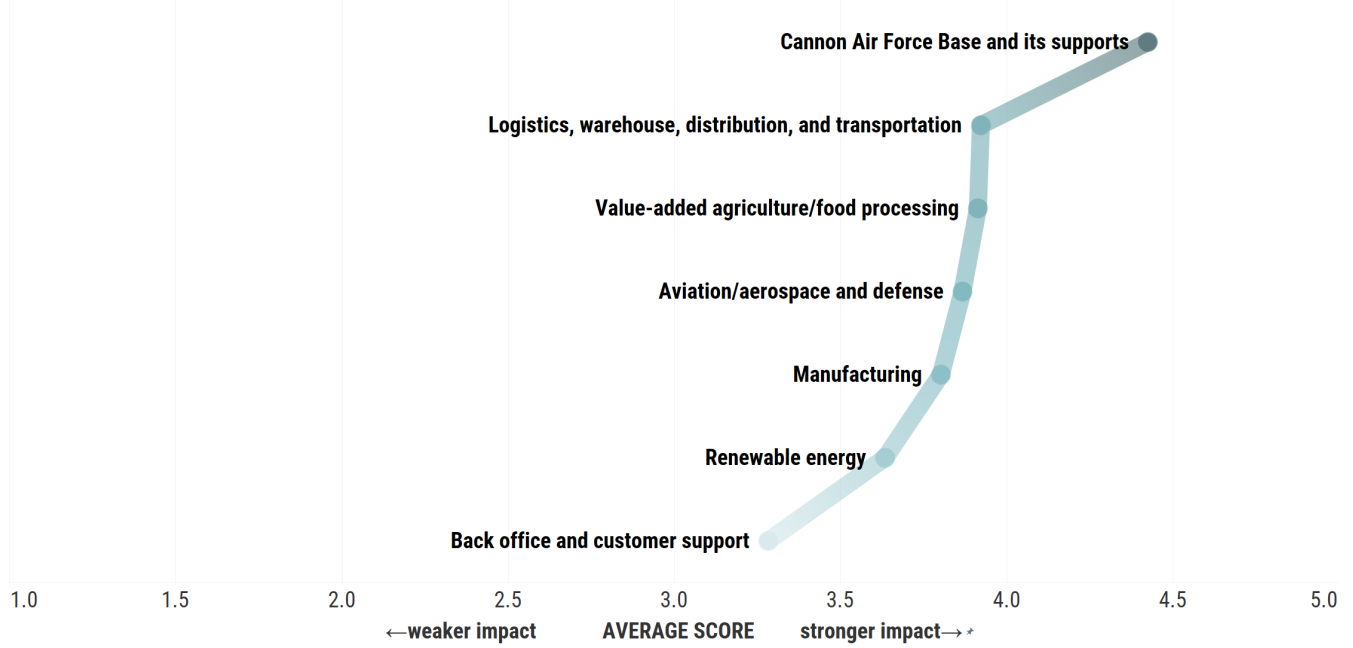 Cannon Air Force Base and its supports
Logistics, warehouse, distribution, and transportation
Value-added agriculture/food processing
Aviation/aerospace and defense
Manufacturing
Renewable energy
Back office and customer support
1.0 1.5 2.0 2.5 3.0 3.5 4.0 4.5 5.0
←weaker impact AVERAGE SCORE stronger impact→